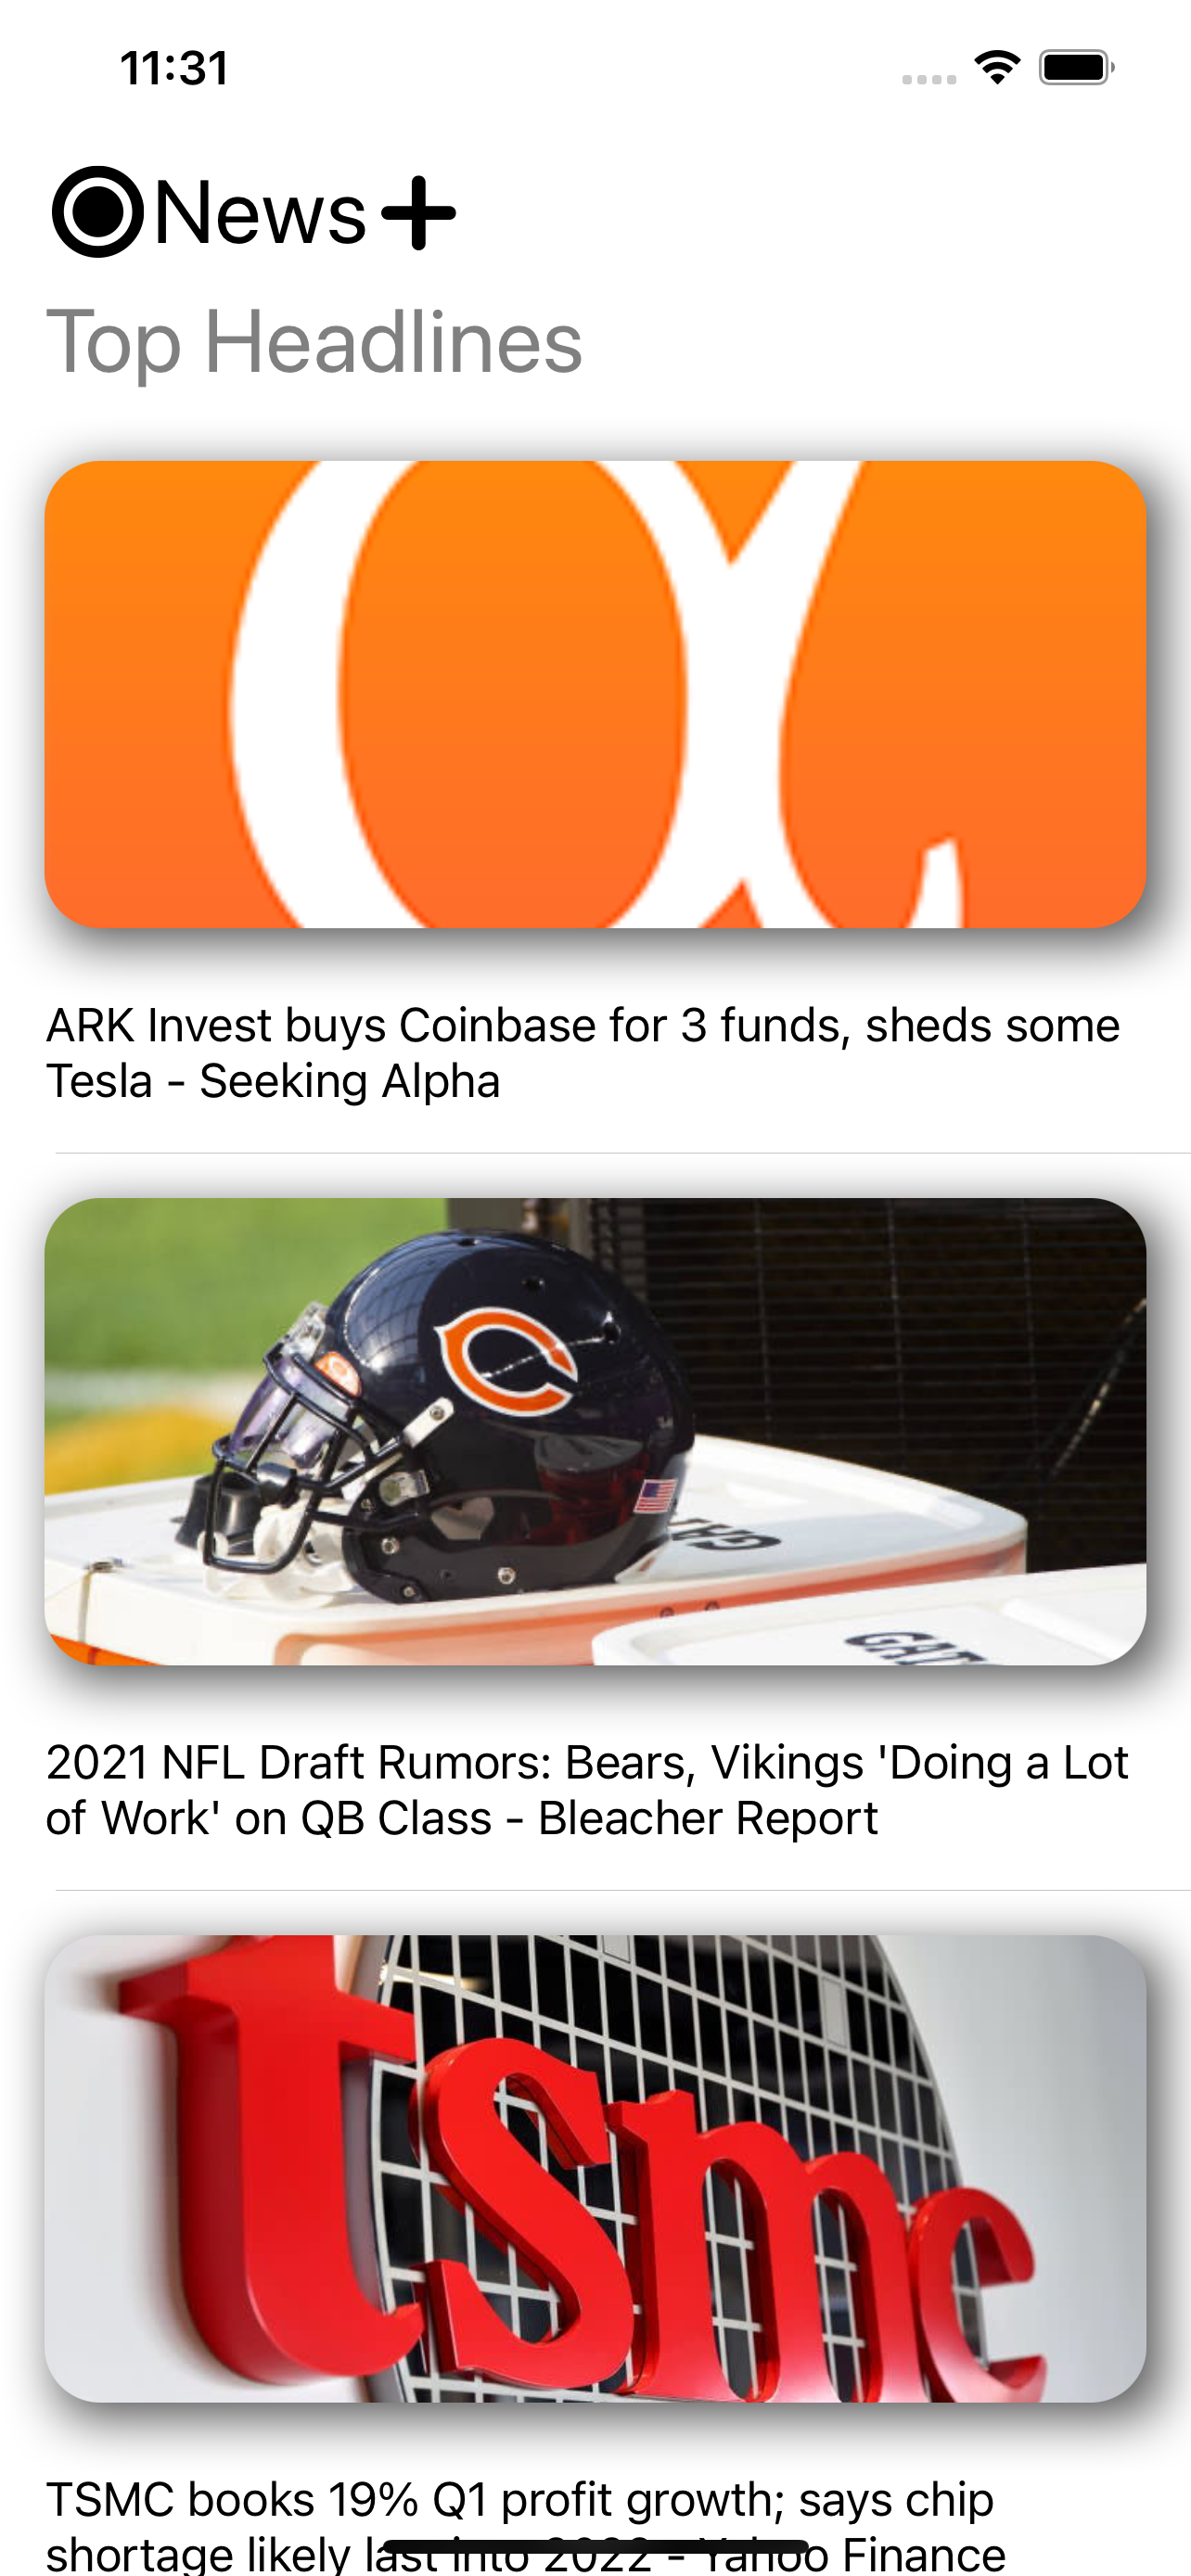 11:31
News+
Top Headlines
α
ARK Invest buys Coinbase for 3 funds, sheds some
Tesla - Seeking Alpha
C
GAT
GAT
2021 NFL Draft Rumors: Bears, Vikings 'Doing a Lot
of Work' on QB Class - Bleacher Report
tsmc
TSMC books 19% Q1 profit growth; says chip
shortage likely last into 2022 - Yahoo Finance